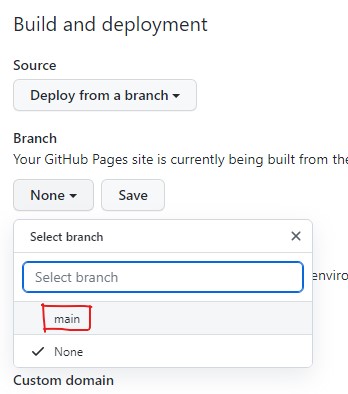 Build and deployment
Source
Deploy from a branch
Branch
Your GitHub Pages site is currently being built from the
None
Save
Select branch
Select branch
main
None
Custom domain